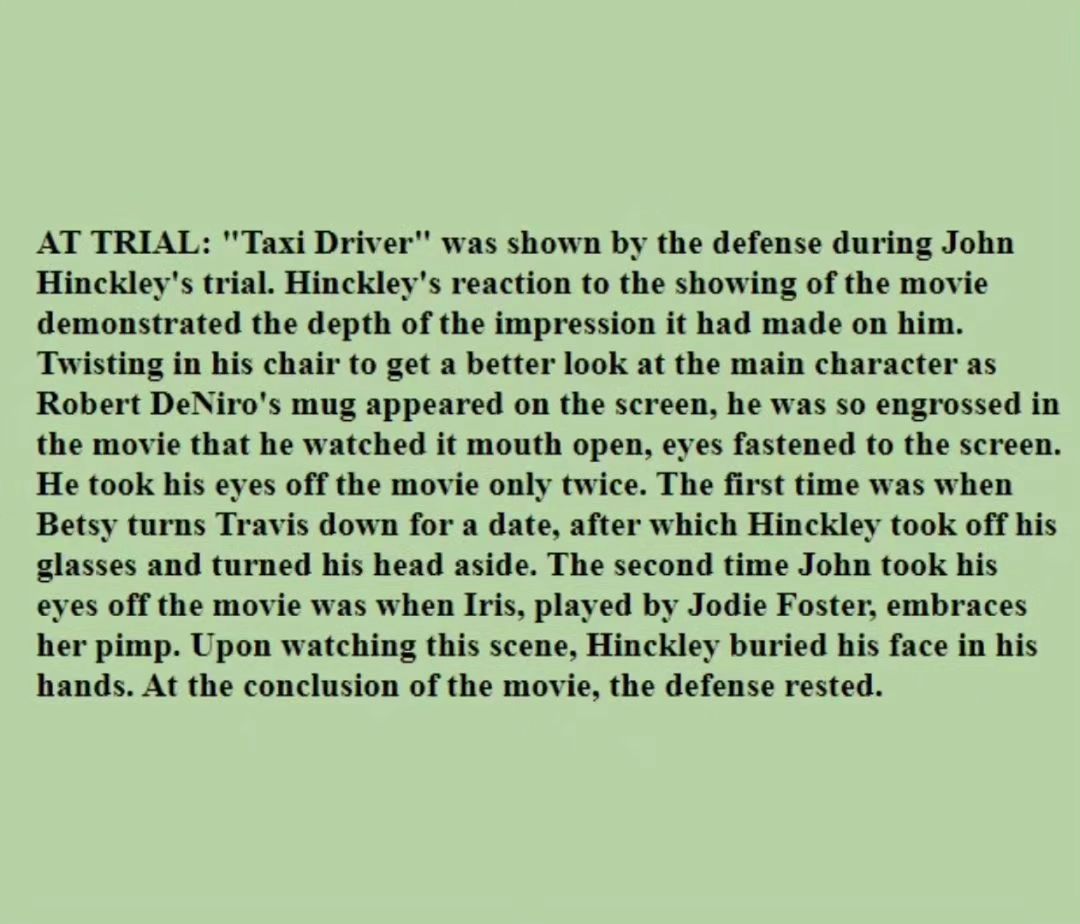 AT TRIAL: "Taxi Driver" was shown by the defense during John
Hinckley's trial. Hinckley's reaction to the showing of the movie
demonstrated the depth of the impression it had made on him.
Twisting in his chair to get a better look at the main character as
Robert DeNiro's mug appeared on the screen, he was so engrossed in
the movie that he watched it mouth open, eyes fastened to the screen.
He took his eyes off the movie only twice. The first time was when
Betsy turns Travis down for a date, after which Hinckley took off his
glasses and turned his head aside. The second time John took his
eyes off the movie was when Iris, played by Jodie Foster, embraces
her pimp. Upon watching this scene, Hinckley buried his face in his
hands. At the conclusion of the movie, the defense rested.